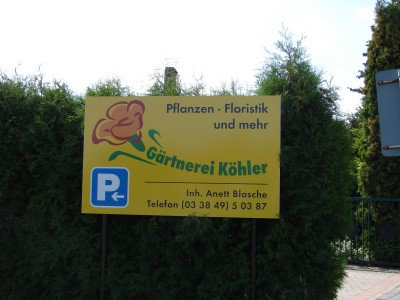 Pflanzen · Floristik
und mehr
Gärtnerei Köhler
P
Inh. Anett Blasche
Telefon (03 38 49) 5 03 87